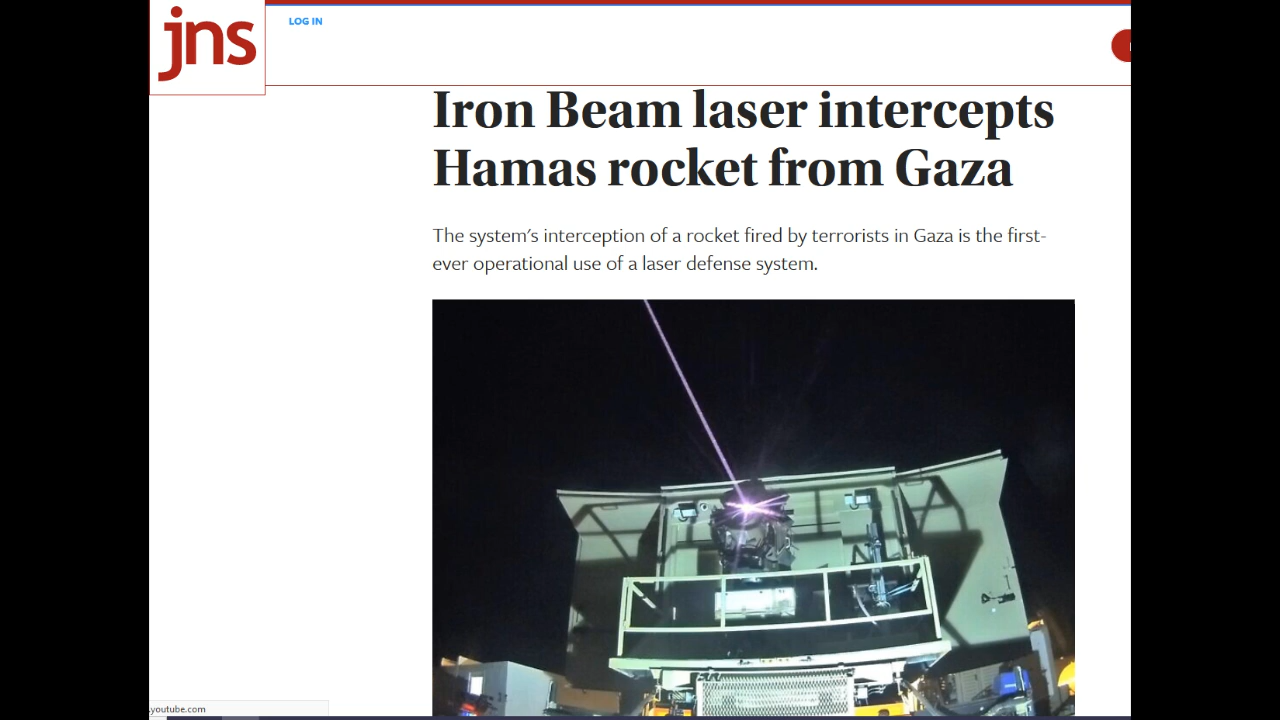 jns
LOG IN
Iron Beam laser intercepts
Hamas rocket from Gaza
The system's interception of a rocket fired by terrorists in Gaza is the first-
ever operational use of a laser defense system.
.youtube.com